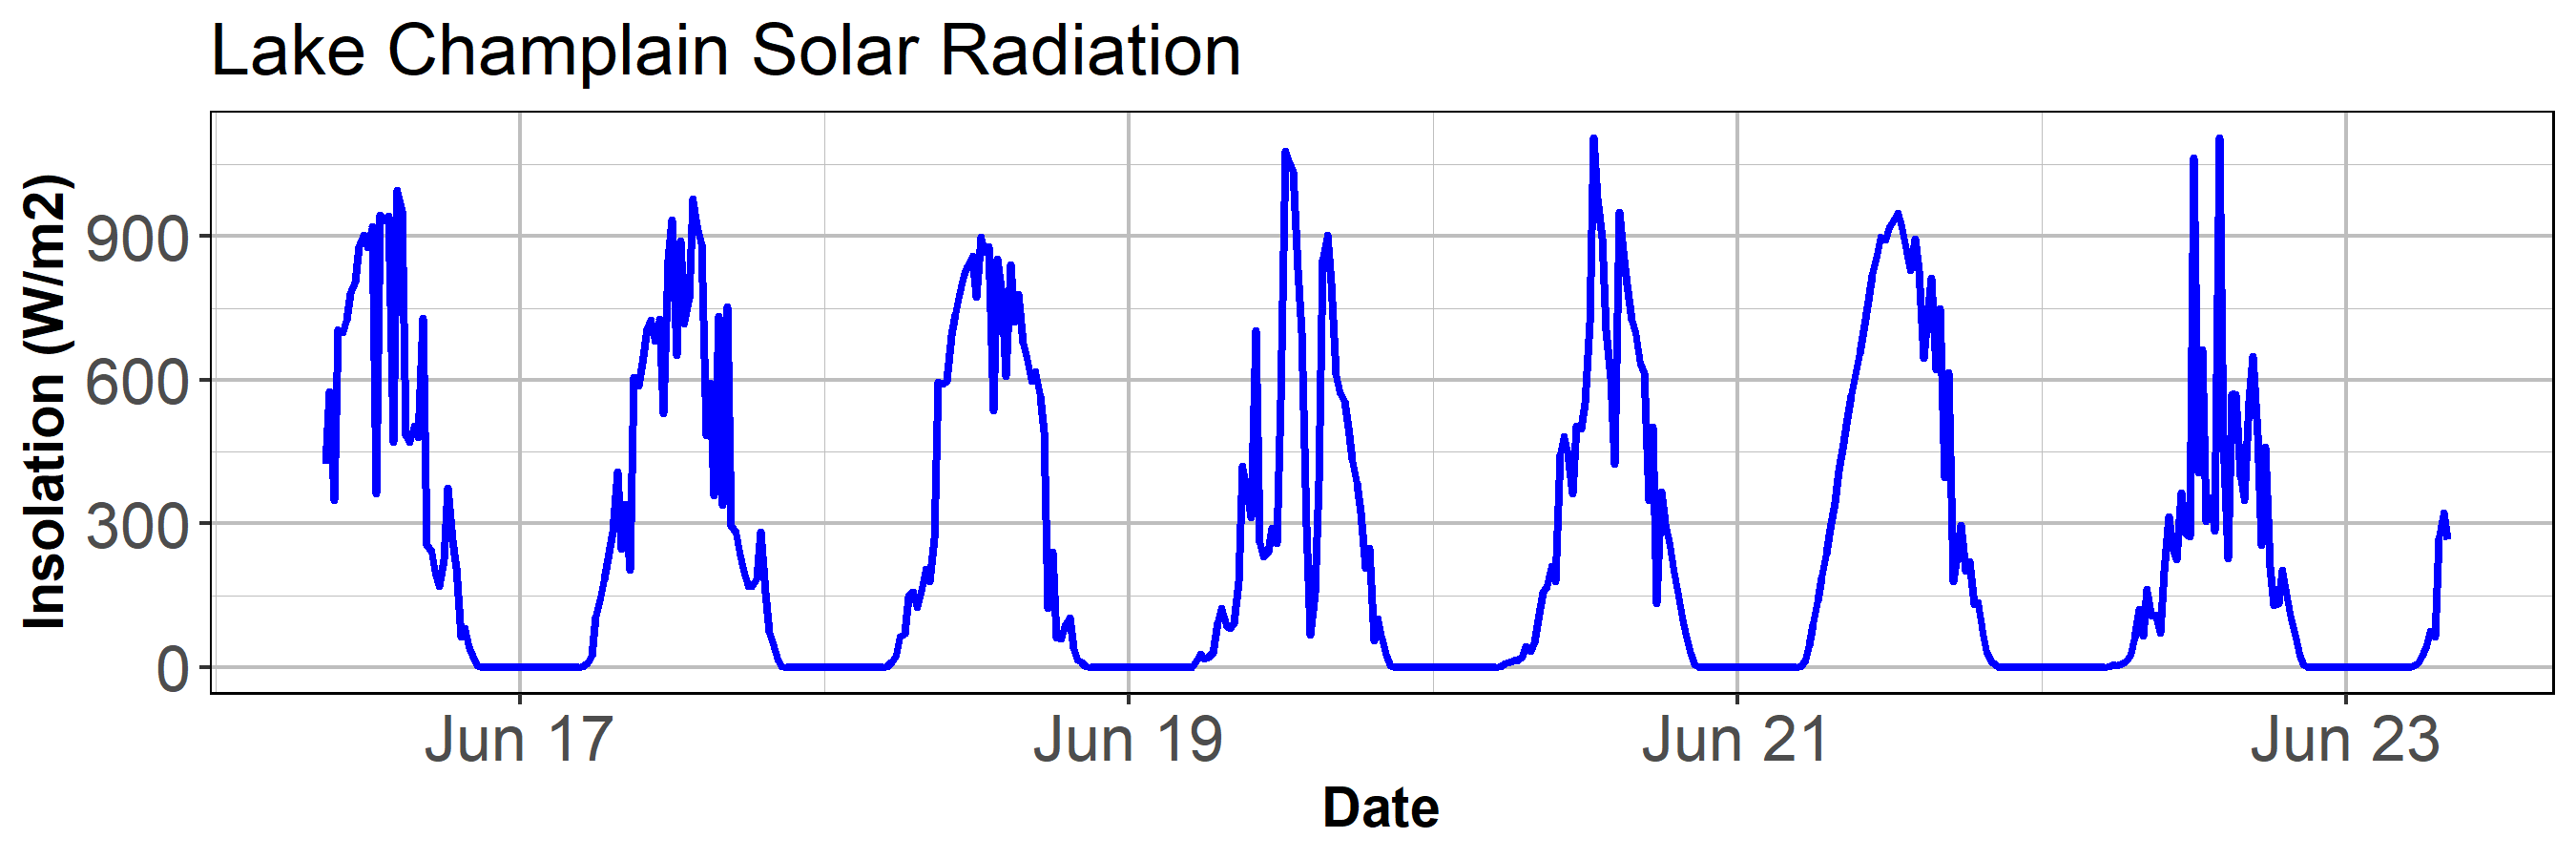 Lake Champlain Solar Radiation
Insolation (W/m2)
900
600
300
0
Jun 17 Jun 19 Jun 21 Jun 23
Date